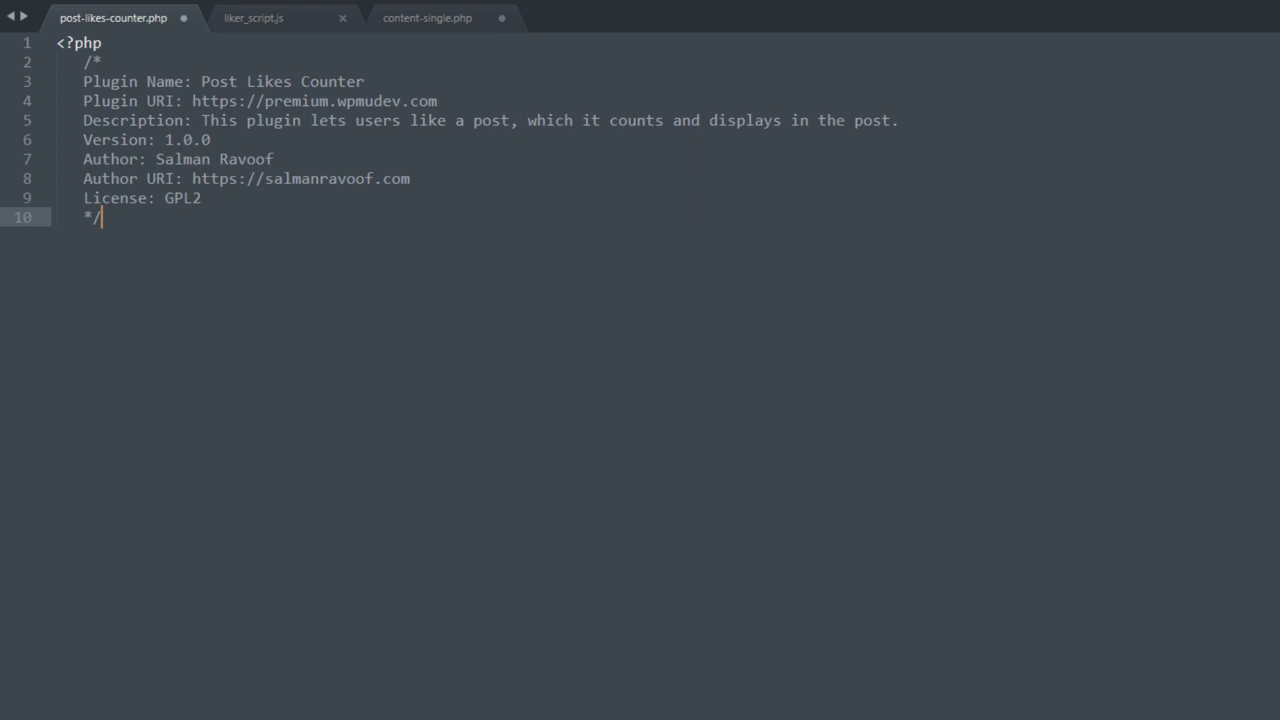 post-likes-counter.php
liker_script.js
content-single.php
1 <?php
2 /*
3 Plugin Name: Post Likes Counter
4 Plugin URI: https://premium.wpmudev.com
5 Description: This plugin lets users like a post, which it counts and displays in the post.
6 Version: 1.0.0
7 Author: Salman Ravoof
8 Author URI: https://salmanravoof.com
9 License: GPL2
10 */